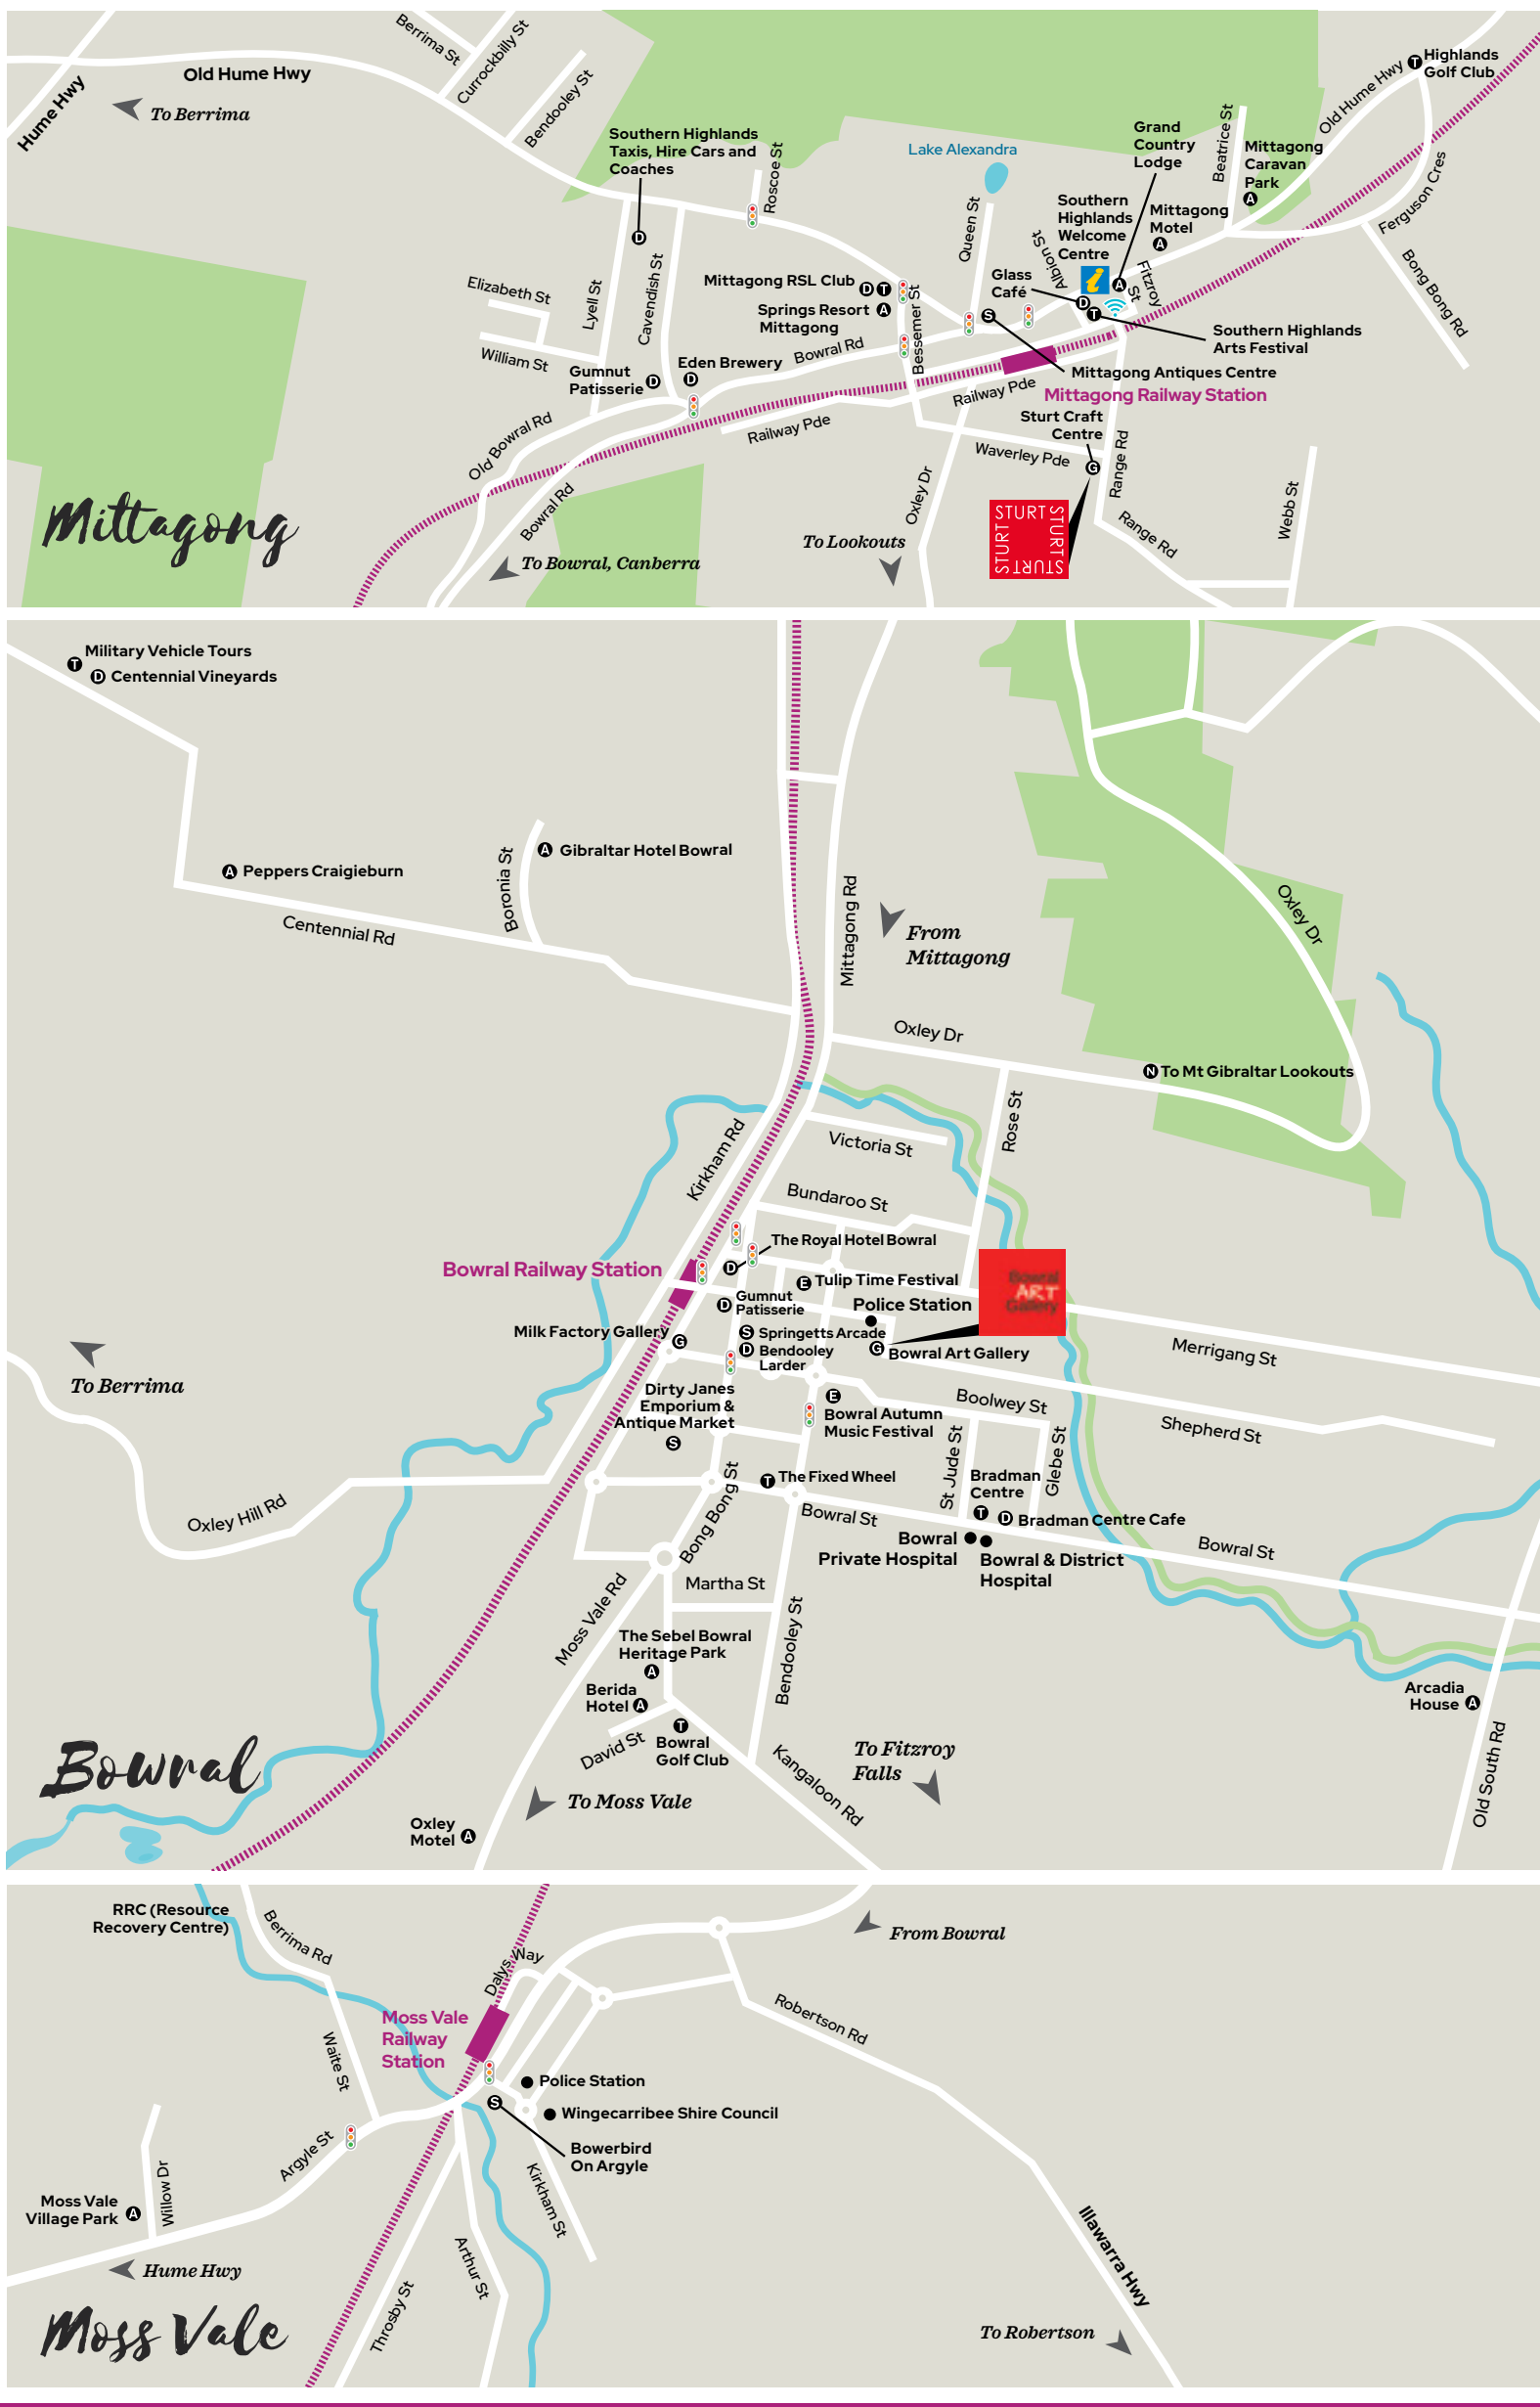 Berrima St
Currockbilly St
Old Hume Hwy
Hume Hwy
To Berrima
Bendooley St
Southern Highlands
Taxis, Hire Cars and
Coaches
D
Roscoe St
Lake Alexandra
Queen St
Grand
Country
Lodge
Beatrice St
Old Hume Hwy
T Highlands
Golf Club
Mittagong
Caravan
Park
A
Ferguson Cres
Bong Bong Rd
Southern
Highlands
Welcome
Centre
Mittagong
Motel
A
Albion St
Fitzroy St
i
A
Glass
Café
D
T
Elizabeth St
Lyell St
Cavendish St
Mittagong RSL Club D T
Springs Resort A
Mittagong
Bessemer St
S
Southern Highlands
Arts Festival
William St
Eden Brewery
D
Bowral Rd
Gumnut
Patisserie D
Mittagong Antiques Centre
Railway Pde
Mittagong Railway Station
Sturt Craft
Centre
G
Old Bowral Rd
Railway Pde
Waverley Pde
Range Rd
Oxley Dr
Webb St
Bowral Rd
STURT
STURT
STURT
STURT
Range Rd
Mittagong
To Bowral, Canberra
To Lookouts
Military Vehicle Tours
T
D Centennial Vineyards
A Gibraltar Hotel Bowral
Boronia St
A Peppers Craigieburn
Centennial Rd
Mittagong Rd
From
Mittagong
Oxley Dr
Oxley Dr
N To Mt Gibraltar Lookouts
Rose St
Kirkham Rd
Victoria St
Bundaroo St
The Royal Hotel Bowral
D
Bowral Railway Station
E Tulip Time Festival
Bowral
ART
Gallery
D Gumnut
Patisserie
Police Station
Milk Factory Gallery G
S Springetts Arcade
D Bendooley
Larder
G Bowral Art Gallery
Merrigang St
To Berrima
Dirty Janes
Emporium &
Antique Market
S
E
Bowral Autumn
Music Festival
Boolwey St
Shepherd St
St Jude St
Glebe St
Bong Bong St
T The Fixed Wheel
Bradman
Centre
T D Bradman Centre Cafe
Oxley Hill Rd
Bowral St
Bowral
Private Hospital
Bowral & District
Hospital
Bowral St
Martha St
Moss Vale Rd
Bendooley St
The Sebel Bowral
Heritage Park
A
Berida
Hotel A
T
Bowral
Golf Club
David St
Arcadia
House A
Old South Rd
Bowral
To Fitzroy
Falls
Kangaloon Rd
To Moss Vale
Oxley
Motel A
RRC (Resource
Recovery Centre)
Berrima Rd
Dalys Way
From Bowral
Moss Vale
Railway
Station
Robertson Rd
Waite St
Police Station
S
Wingecarribee Shire Council
Bowerbird
On Argyle
Argyle St
Willow Dr
Kirkham St
Moss Vale
Village Park A
Illawarra Hwy
Arthur St
Hume Hwy
Throsby St
Moss Vale
To Robertson